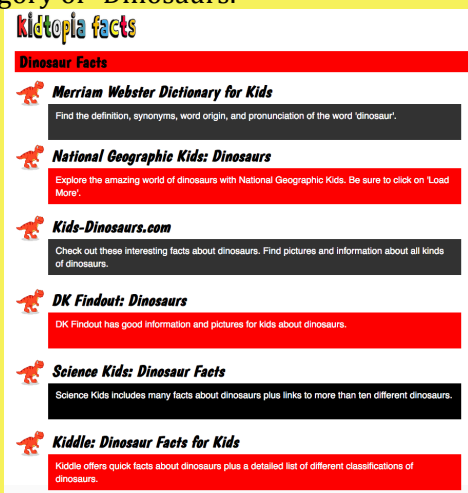 gory of "Dinosaurs."
kidtopia facts
Dinosaur Facts
Merriam Webster Dictionary for Kids
Find the definition, synonyms, word origin, and pronunciation of the word 'dinosaur'.
National Geographic Kids: Dinosaurs
Explore the amazing world of dinosaurs with National Geographic Kids. Be sure to click on 'Load
More'.
Kids-Dinosaurs.com
Check out these interesting facts about dinosaurs. Find pictures and information about all kinds
of dinosaurs.
DK Findout: Dinosaurs
DK Findout has good information and pictures for kids about dinosaurs.
Science Kids: Dinosaur Facts
Science Kids includes many facts about dinosaurs plus links to more than ten different dinosaurs.
Kiddle: Dinosaur Facts for Kids
Kiddle offers quick facts about dinosaurs plus a detailed list of different classifications of
dinosaurs.